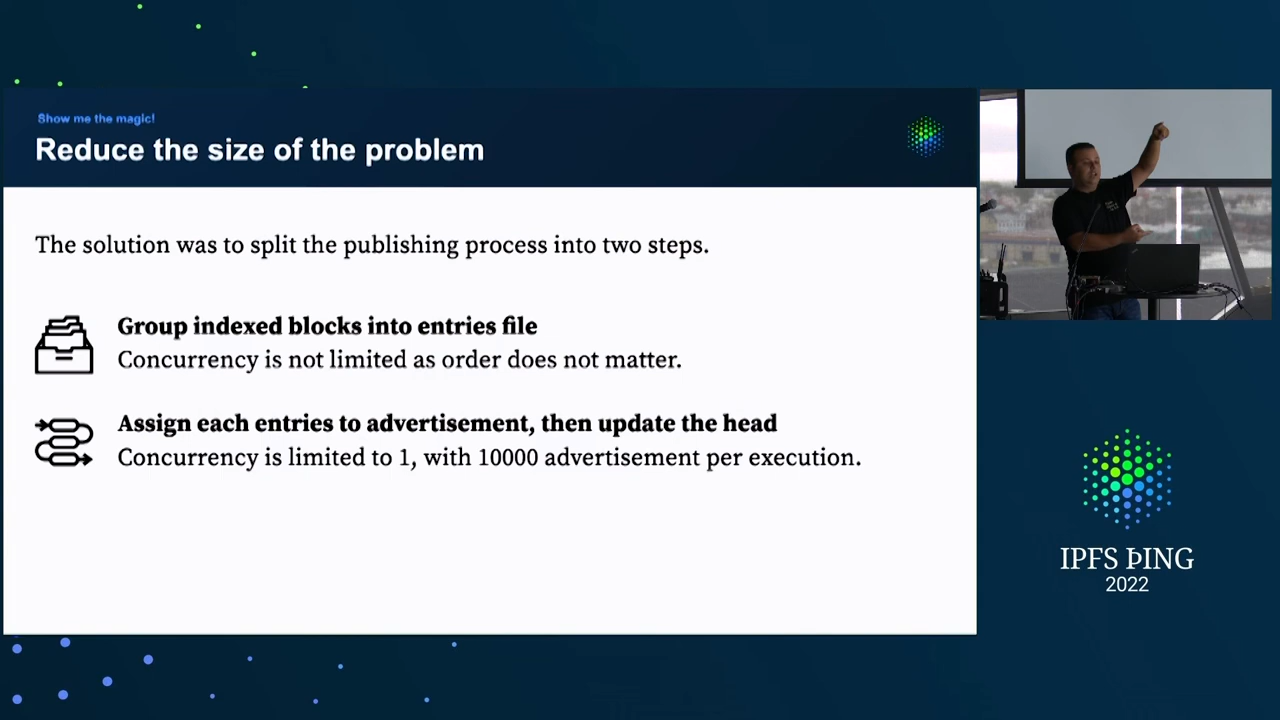 Show me the magic!
Reduce the size of the problem
The solution was to split the publishing process into two steps.
Group indexed blocks into entries file
Concurrency is not limited as order does not matter.
Assign each entries to advertisement, then update the head
Concurrency is limited to 1, with 10000 advertisement per execution.
IPFS ÞING
2022